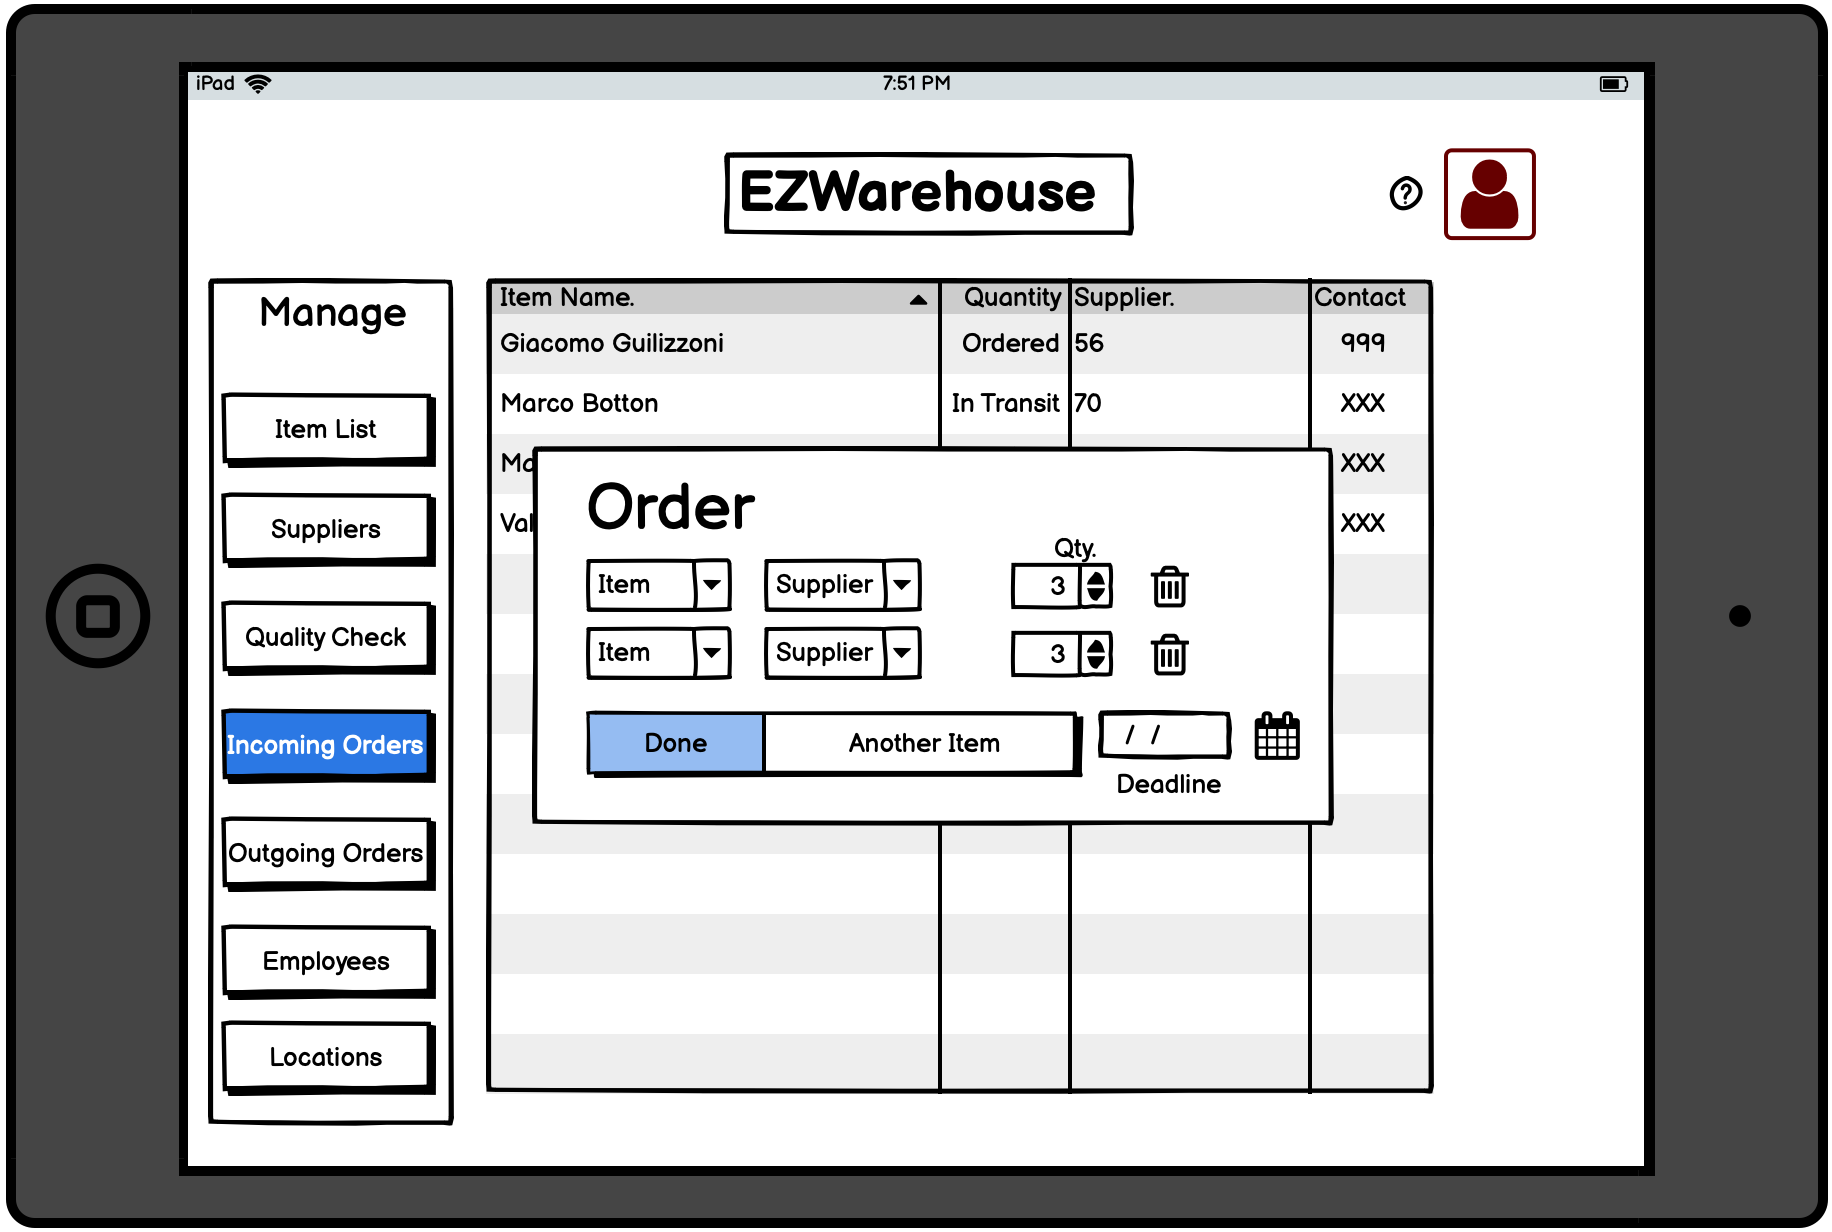 iPad 7:51 PM
EZWarehouse
?
Manage
Item List
Suppliers
Quality Check
Incoming Orders
Outgoing Orders
Employees
Locations
Item Name. Quantity Supplier. Contact
Giacomo Guilizzoni Ordered 56 999
Marco Botton In Transit 70 XXX
XXX
XXX
Order
Qty.
Item Supplier 3
Item Supplier 3
Done Another Item / /
Deadline